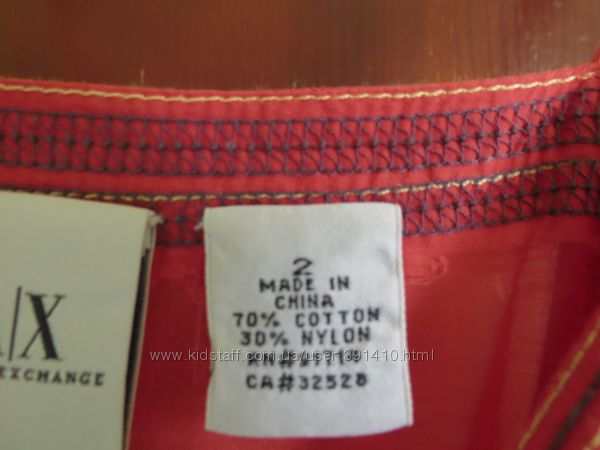 2
MADE IN
CHINA
70% COTTON
30% NYLON
www.kidstaff.com.ua/user-391410.html
CA#32528
|X
EXCHANGE